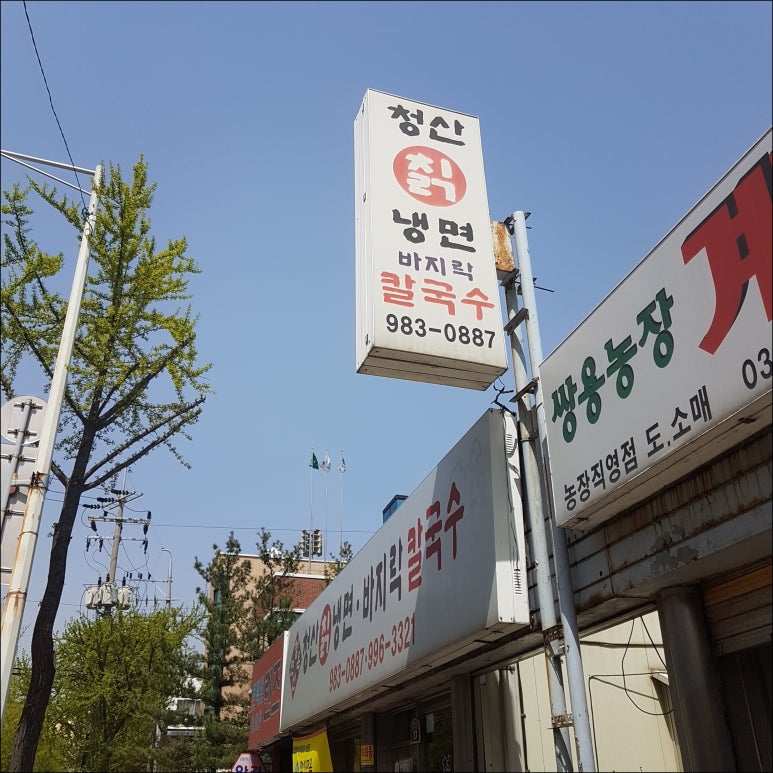 청산
칡
냉면
바지락
칼국수
983-0887
쌍용농장
계
03
농장직영점 도.소매
청산 칡 냉면·바지락 칼국수
983-0887·996-3321